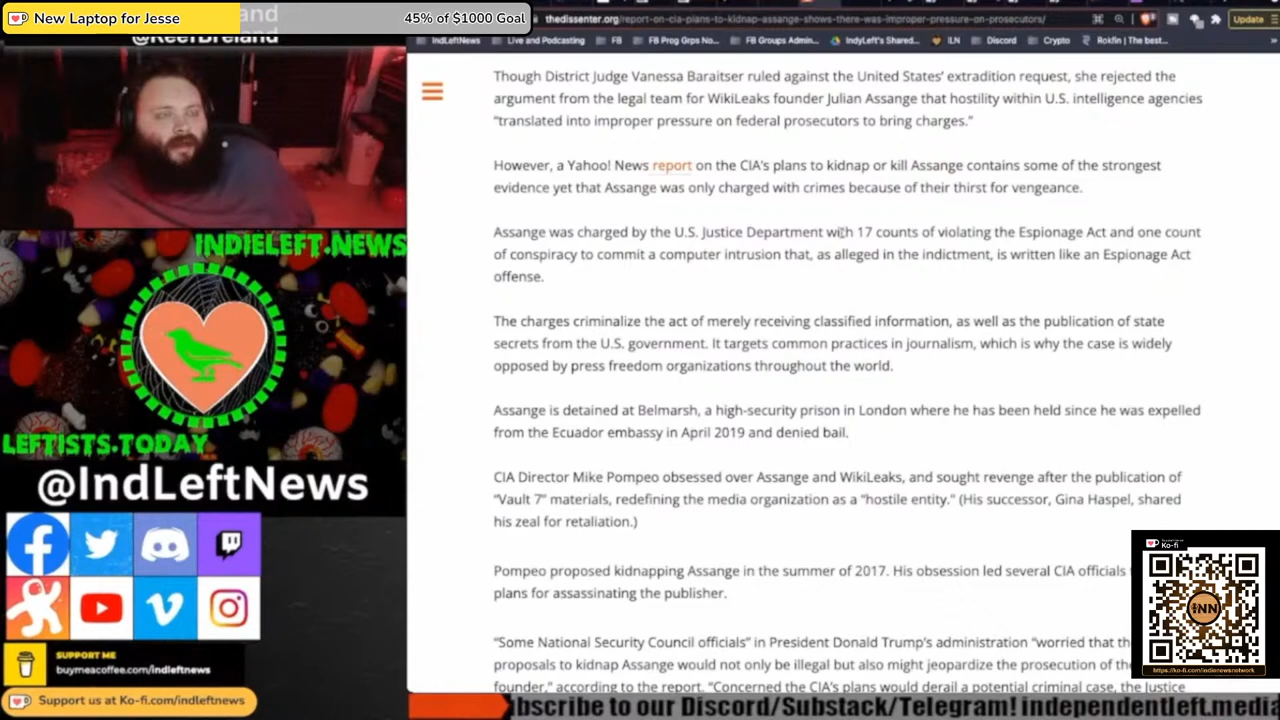 New Laptop for Jesse
45% of $1000 Goal
@ReefBreland
thedissenter.org/report-on-cia-plans-to-kidnap-assange-shows-there-was-improper-pressure-on-prosecutors/
Update
IndLeftNews
Live and Podcasting
FB
FB Prog Grps No...
FB Groups Admin...
IndyLeft's Shared...
ILN
Discord
Crypto
Rokfin | The best...
Though District Judge Vanessa Baraitser ruled against the United States' extradition request, she rejected the
argument from the legal team for WikiLeaks founder Julian Assange that hostility within U.S. intelligence agencies
"translated into improper pressure on federal prosecutors to bring charges."
However, a Yahoo! News report on the CIA's plans to kidnap or kill Assange contains some of the strongest
evidence yet that Assange was only charged with crimes because of their thirst for vengeance.
Assange was charged by the U.S. Justice Department with 17 counts of violating the Espionage Act and one count
of conspiracy to commit a computer intrusion that, as alleged in the indictment, is written like an Espionage Act
offense.
The charges criminalize the act of merely receiving classified information, as well as the publication of state
secrets from the U.S. government. It targets common practices in journalism, which is why the case is widely
opposed by press freedom organizations throughout the world.
Assange is detained at Belmarsh, a high-security prison in London where he has been held since he was expelled
from the Ecuador embassy in April 2019 and denied bail.
CIA Director Mike Pompeo obsessed over Assange and WikiLeaks, and sought revenge after the publication of
"Vault 7" materials, redefining the media organization as a "hostile entity." (His successor, Gina Haspel, shared
his zeal for retaliation.)
Pompeo proposed kidnapping Assange in the summer of 2017. His obsession led several CIA officials
plans for assassinating the publisher.
"Some National Security Council officials" in President Donald Trump's administration "worried that
proposals to kidnap Assange would not only be illegal but also might jeopardize the prosecution of the
founder," according to the report. "Concerned the CIA's plans would derail a potential criminal case, the Justice
INDIELEFT.NEWS
LEFTISTS.TODAY
@IndLeftNews
SUPPORT ME
buymeacoffee.com/indleftnews
Support us at Ko-fi.com/indleftnews
Ko-fi
iNN
https://ko-fi.com/indienewsnetwork
bscribe to our Discord/Substack/Telegram! independentleft.media